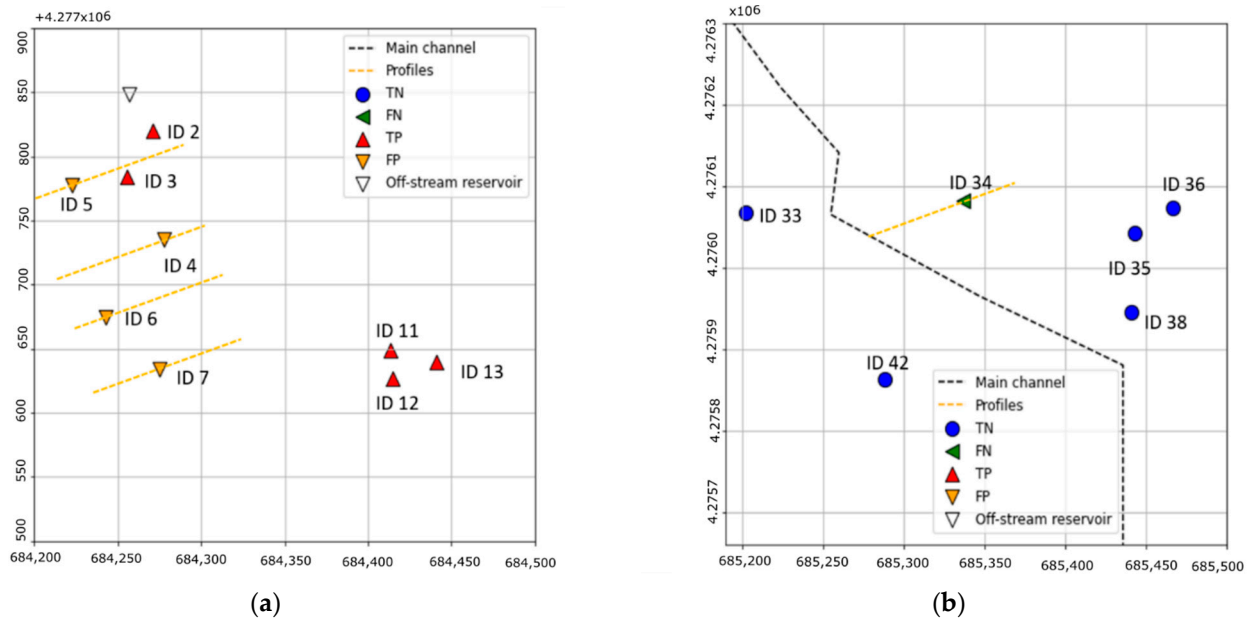 +4.277x10⁶
900
850
800
750
700
650
600
550
500
684,200
684,250
684,300
684,350
684,400
684,450
684,500
Main channel
Profiles
TN
FN
TP
FP
Off-stream reservoir
ID 2
ID 3
ID 5
ID 4
ID 6
ID 7
ID 11
ID 13
ID 12
(a)
x10⁶
4.2763
4.2762
4.2761
4.2760
4.2759
4.2758
4.2757
685,200
685,250
685,300
685,350
685,400
685,450
685,500
ID 34
ID 36
ID 33
ID 35
ID 38
ID 42
Main channel
Profiles
TN
FN
TP
FP
Off-stream reservoir
(b)